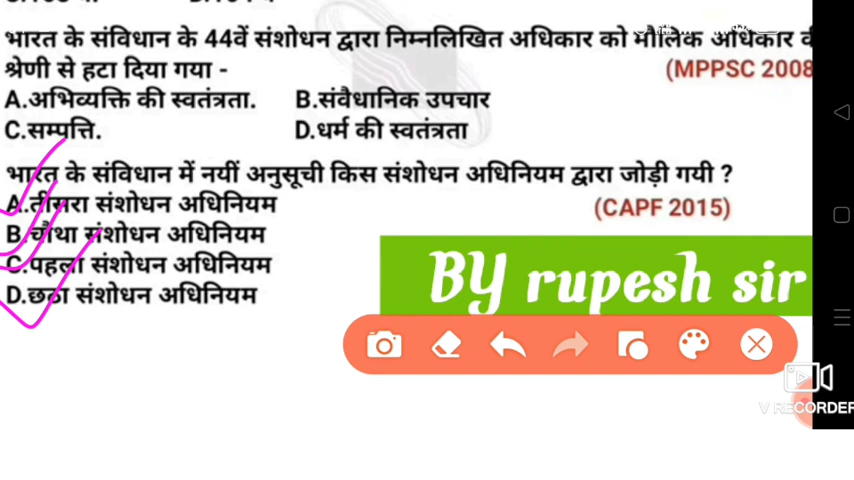 भारत के संविधान के 44वें संशोधन द्वारा निम्नलिखित अधिकार को मौलिक अधिकार की
श्रेणी से हटा दिया गया -
(MPPSC 2008
A.अभिव्यक्ति की स्वतंत्रता. B.संवैधानिक उपचार
C.सम्पत्ति. D.धर्म की स्वतंत्रता
भारत के संविधान में नयीं अनुसूची किस संशोधन अधिनियम द्वारा जोड़ी गयी ?
A.तीसरा संशोधन अधिनियम
(CAPF 2015)
B.चौथा संशोधन अधिनियम
C.पहला संशोधन अधिनियम
D.छठा संशोधन अधिनियम
BY rupesh sir
V RECORDER